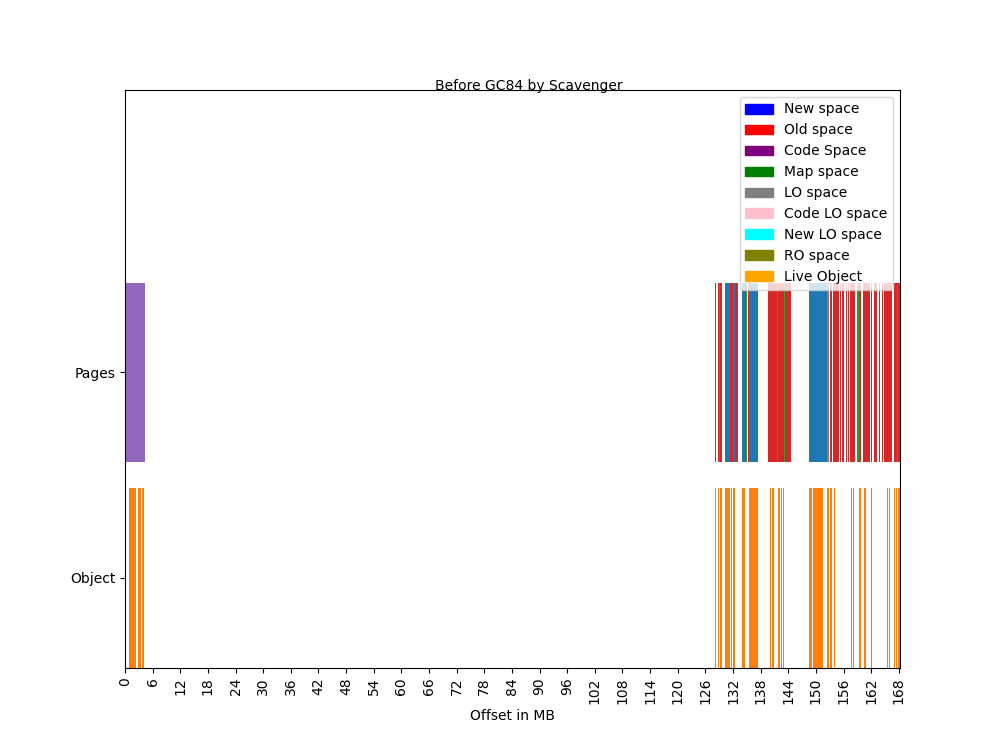 Before GC84 by Scavenger
New space
Old space
Code Space
Map space
LO space
Code LO space
New LO space
RO space
Live Object
Pages
Object
0 6 12 18 24 30 36 42 48 54 60 66 72 78 84 90 96 102 108 114 120 126 132 138 144 150 156 162 168
Offset in MB